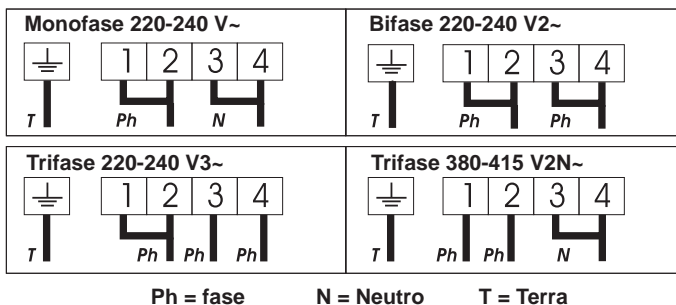 Monofase 220-240 V~
1 2 3 4
T Ph N
Bifase 220-240 V2~
1 2 3 4
T Ph Ph
Trifase 220-240 V3~
1 2 3 4
T Ph Ph Ph
Trifase 380-415 V2N~
1 2 3 4
T Ph Ph N
Ph = fase N = Neutro T = Terra